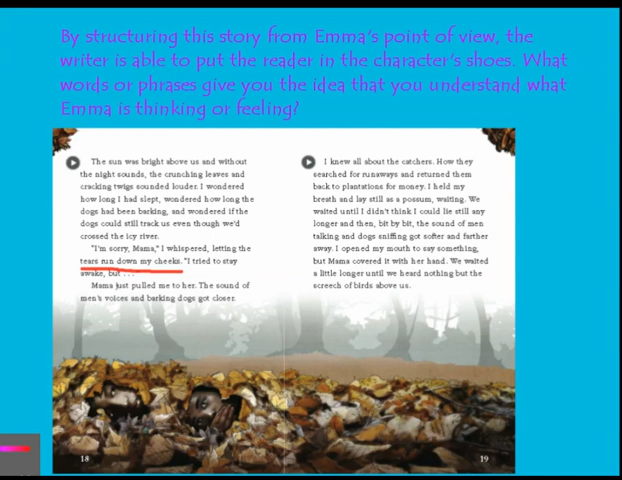 By structuring this story from Emma's point of view, the
writer is able to put the reader in the character's shoes. What
words or phrases give you the idea that you understand what
Emma is thinking or feeling?
The sun was bright above us and without
the night sounds, the crunching leaves and
cracking twigs sounded louder. I wondered
how long I had slept, wondered how long the
dogs had been barking, and wondered if the
dogs could still track us even though we'd
crossed the icy river.
"I'm sorry, Mama," I whispered, letting the
tears run down my cheeks. "I tried to stay
awake, but . . .
Mama just pulled me to her. The sound of
men's voices and barking dogs got closer.
18
I knew all about the catchers. How they
searched for runaways and returned them
back to plantations for money. I held my
breath and lay still as a possum, waiting. We
waited until I didn't think I could lie still any
longer and then, bit by bit, the sound of men
talking and dogs sniffing got softer and farther
away. I opened my mouth to say something,
but Mama covered it with her hand. We waited
a little longer until we heard nothing but the
screech of birds above us.
19